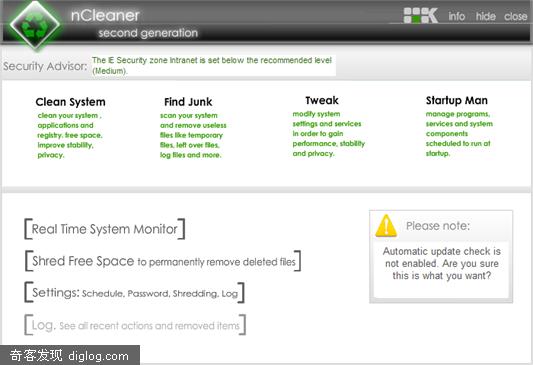 nCleaner
second generation
info hide close
Security Advisor:
The IE Security zone Intranet is set below the recommended level
(Medium).
Clean System
clean your system ,
applications and
registry. free space,
improve stability,
privacy.
Find Junk
scan your system
and remove useless
files like temporary
files, left over files,
log files and more.
Tweak
modify system
settings and services
in order to gain
performance, stability
and privacy.
Startup Man
manage programs,
services and system
components
scheduled to run at
startup.
[Real Time System Monitor]
[Shred Free Space to permanently remove deleted files]
[Settings: Schedule, Password, Shredding, Log]
[Log. See all recent actions and removed items]
Please note:
Automatic update check is
not enabled. Are you sure
this is what you want?
奇客发现 diglog.com